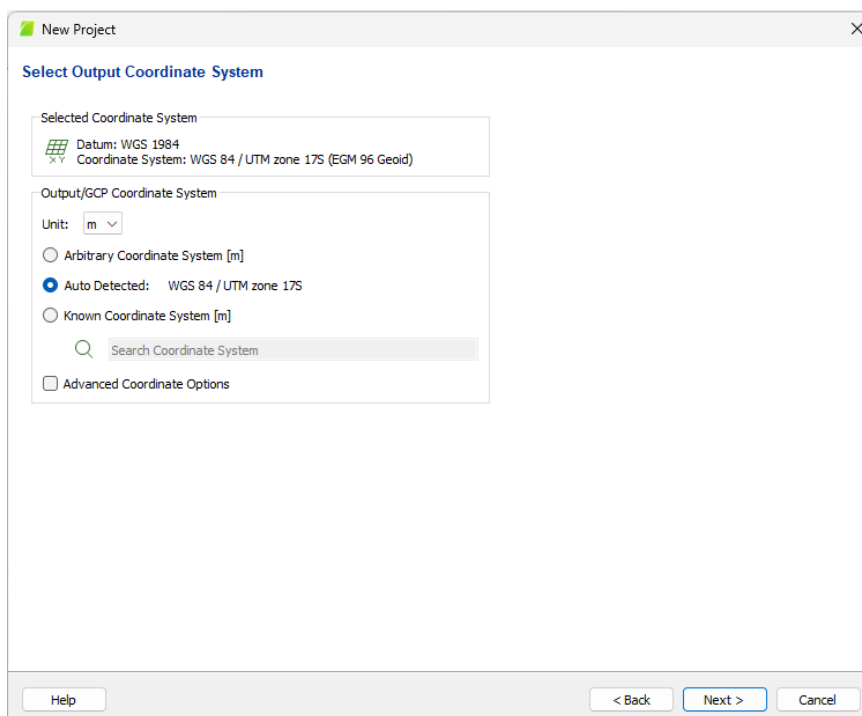 New Project
Select Output Coordinate System
Selected Coordinate System
Datum: WGS 1984
X Y
Coordinate System: WGS 84 / UTM zone 17S (EGM 96 Geoid)
Output/GCP Coordinate System
Unit: m
Arbitrary Coordinate System [m]
Auto Detected: WGS 84 / UTM zone 17S
Known Coordinate System [m]
Search Coordinate System
Advanced Coordinate Options
Help < Back Next > Cancel